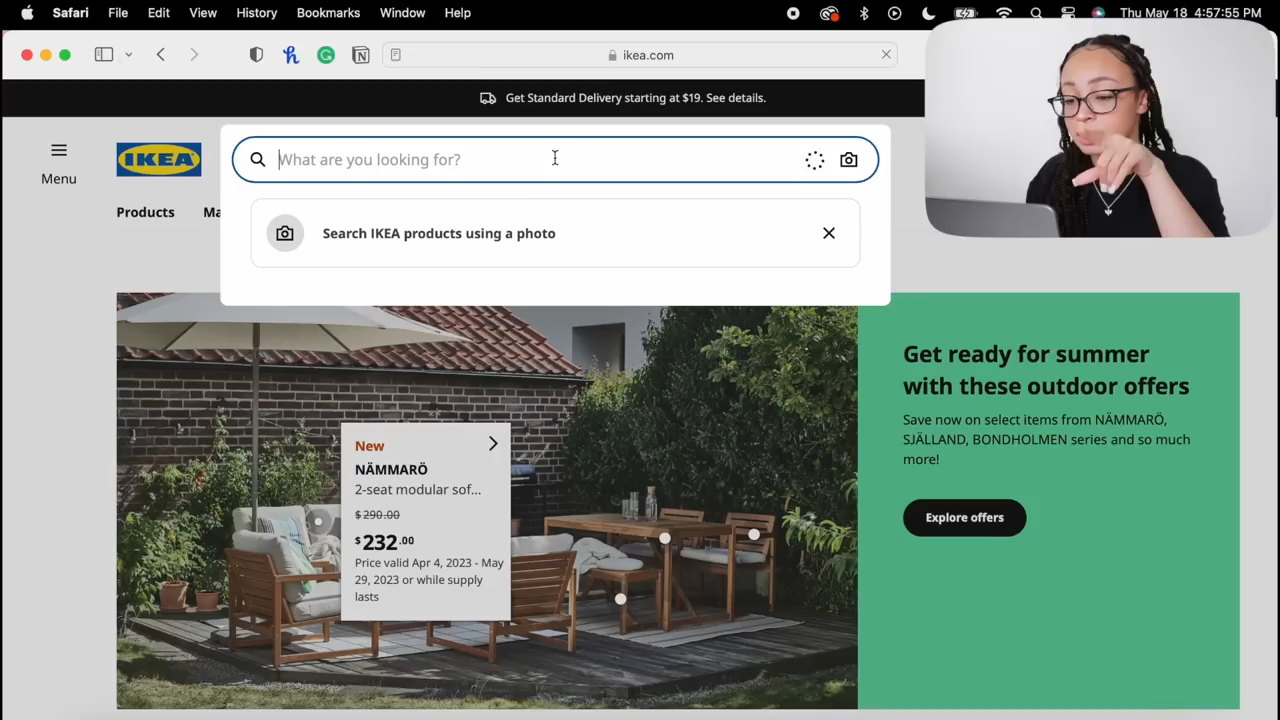 Safari File Edit View History Bookmarks Window Help Thu May 18 4:57:55 PM
ikea.com
Get Standard Delivery starting at $19. See details.
Menu
IKEA
What are you looking for?
Products Ma
Search IKEA products using a photo
New
NÄMMARÖ
2-seat modular sof...
$290.00
$232.00
Price valid Apr 4, 2023 - May
29, 2023 or while supply
lasts
Get ready for summer
with these outdoor offers
Save now on select items from NÄMMARÖ,
SJÄLLAND, BONDHOLMEN series and so much
more!
Explore offers